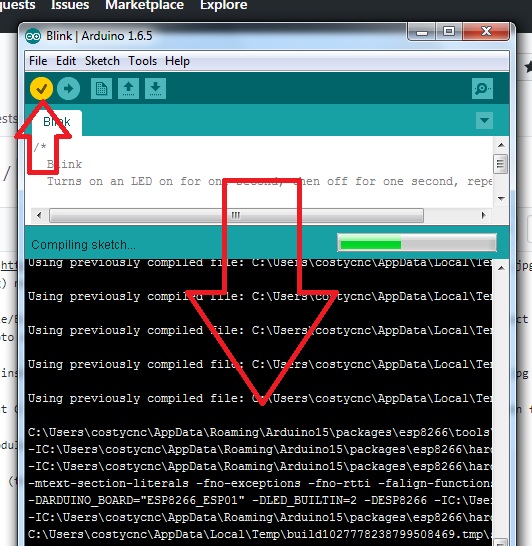 quests Issues Marketplace Explore
Blink | Arduino 1.6.5
File Edit Sketch Tools Help
Blink
/*
Blink
Turns on an LED on for one second, then off for one second, repe
Compiling sketch...
Using previously compiled file: C:\Users\costycnc\AppData\Local\Tem
Using previously compiled file: C:\Users\costycnc\AppData\Local\Tem
Using previously compiled file: C:\Users\costycnc\AppData\Local\Tem
Using previously compiled file: C:\Users\costycnc\AppData\Local\Tem
Using previously compiled file: C:\Users\costycnc\AppData\Local\Tem
C:\Users\costycnc\AppData\Roaming\Arduino15\packages\esp8266\tools\
-IC:\Users\costycnc\AppData\Roaming\Arduino15\packages\esp8266\hard
-IC:\Users\costycnc\AppData\Roaming\Arduino15\packages\esp8266\hard
-mtext-section-literals -fno-exceptions -fno-rtti -falign-functions
-DARDUINO_BOARD="ESP8266_ESP01" -DLED_BUILTIN=2 -DESP8266 -IC:\User
-IC:\Users\costycnc\AppData\Roaming\Arduino15\packages\esp8266\hard
C:\Users\costycnc\AppData\Local\Temp\build1027778238799508469.tmp\